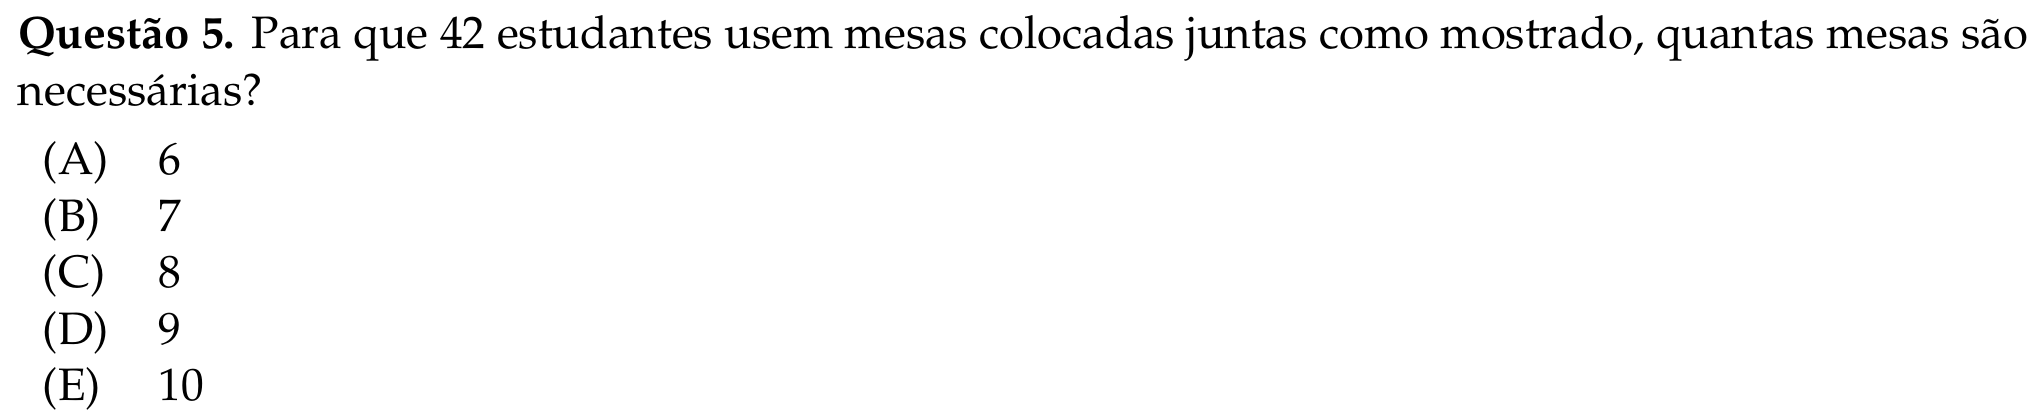 Questão 5. Para que 42 estudantes usem mesas colocadas juntas como mostrado, quantas mesas são
necessárias?
(A) 6
(B) 7
(C) 8
(D) 9
(E) 10